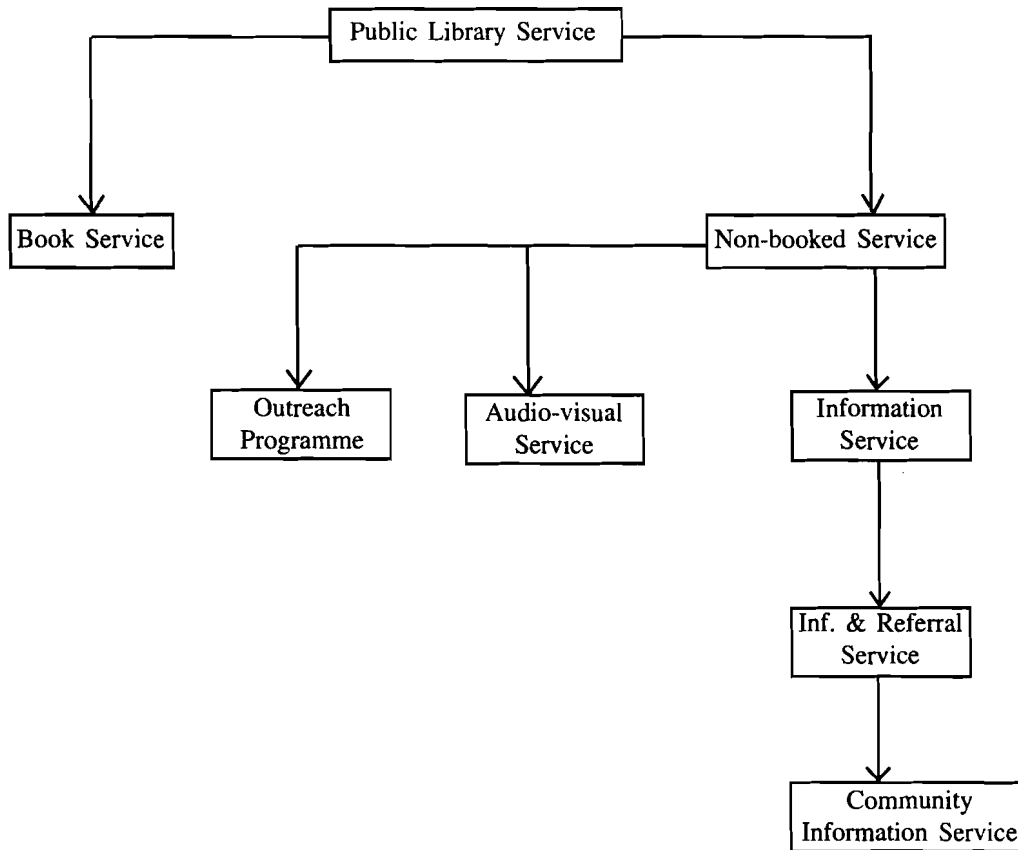 Public Library Service
Book Service
Non-booked Service
Outreach
Programme
Audio-visual
Service
Information
Service
Inf. & Referral
Service
Community
Information Service